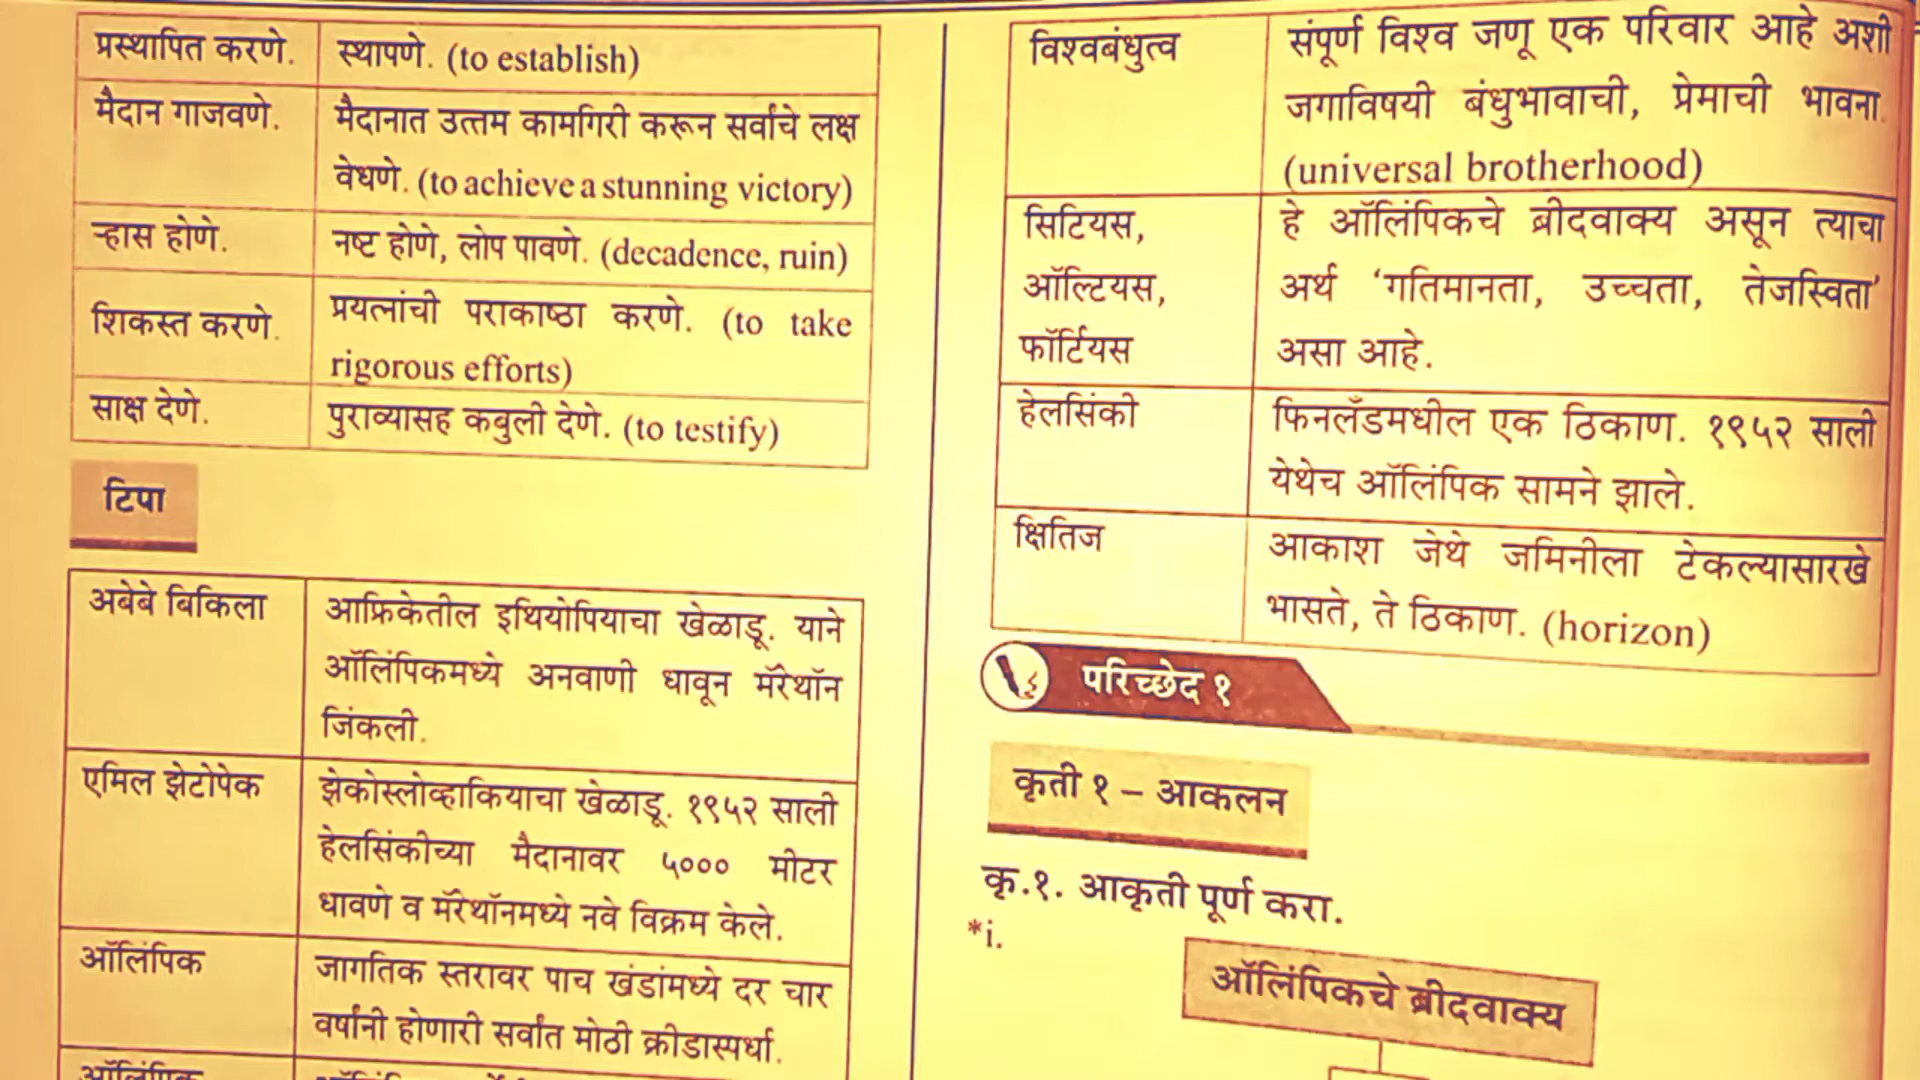 प्रस्थापित करणे.
स्थापणे. (to establish)
मैदान गाजवणे.
मैदानात उत्तम कामगिरी करून सर्वांचे लक्ष
वेधणे. (to achieve a stunning victory)
ऱ्हास होणे.
नष्ट होणे, लोप पावणे. (decadence, ruin)
शिकस्त करणे.
प्रयत्नांची पराकाष्ठा करणे. (to take
rigorous efforts)
साक्ष देणे.
पुराव्यासह कबुली देणे. (to testify)
टिपा
अबेबे बिकिला
आफ्रिकेतील इथियोपियाचा खेळाडू. याने
ऑलिंपिकमध्ये अनवाणी धावून मॅरेथॉन
जिंकली.
एमिल झेटोपेक
झेकोस्लोव्हाकियाचा खेळाडू. १९५२ साली
हेलसिंकीच्या मैदानावर ५००० मीटर
धावणे व मॅरेथॉनमध्ये नवे विक्रम केले.
ऑलिंपिक
जागतिक स्तरावर पाच खंडांमध्ये दर चार
वर्षांनी होणारी सर्वांत मोठी क्रीडास्पर्धा.
ऑलिंपिक
विश्वबंधुत्व
संपूर्ण विश्व जणू एक परिवार आहे अशी
जगाविषयी बंधुभावाची, प्रेमाची भावना.
(universal brotherhood)
सिटियस,
ऑल्टियस,
फॉर्टियस
हे ऑलिंपिकचे ब्रीदवाक्य असून त्याचा
अर्थ ‘गतिमानता, उच्चता, तेजस्विता’
असा आहे.
हेलसिंकी
फिनलँडमधील एक ठिकाण. १९५२ साली
येथेच ऑलिंपिक सामने झाले.
क्षितिज
आकाश जेथे जमिनीला टेकल्यासारखे
भासते, ते ठिकाण. (horizon)
परिच्छेद १
कृती १ – आकलन
कृ.१. आकृती पूर्ण करा.
*i.
ऑलिंपिकचे ब्रीदवाक्य